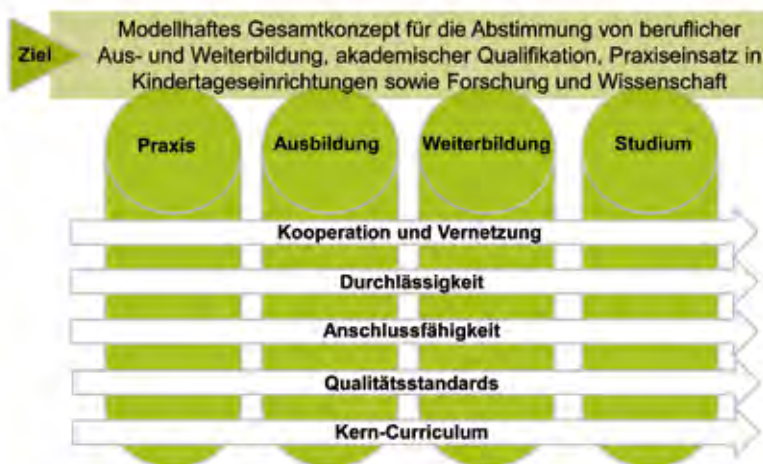 Modellhaftes Gesamtkonzept für die Abstimmung von beruflicher
Ziel
Aus- und Weiterbildung, akademischer Qualifikation, Praxiseinsatz in
Kindertageseinrichtungen sowie Forschung und Wissenschaft
Praxis
Ausbildung
Weiterbildung
Studium
Kooperation und Vernetzung
Durchlässigkeit
Anschlussfähigkeit
Qualitätsstandards
Kern-Curriculum